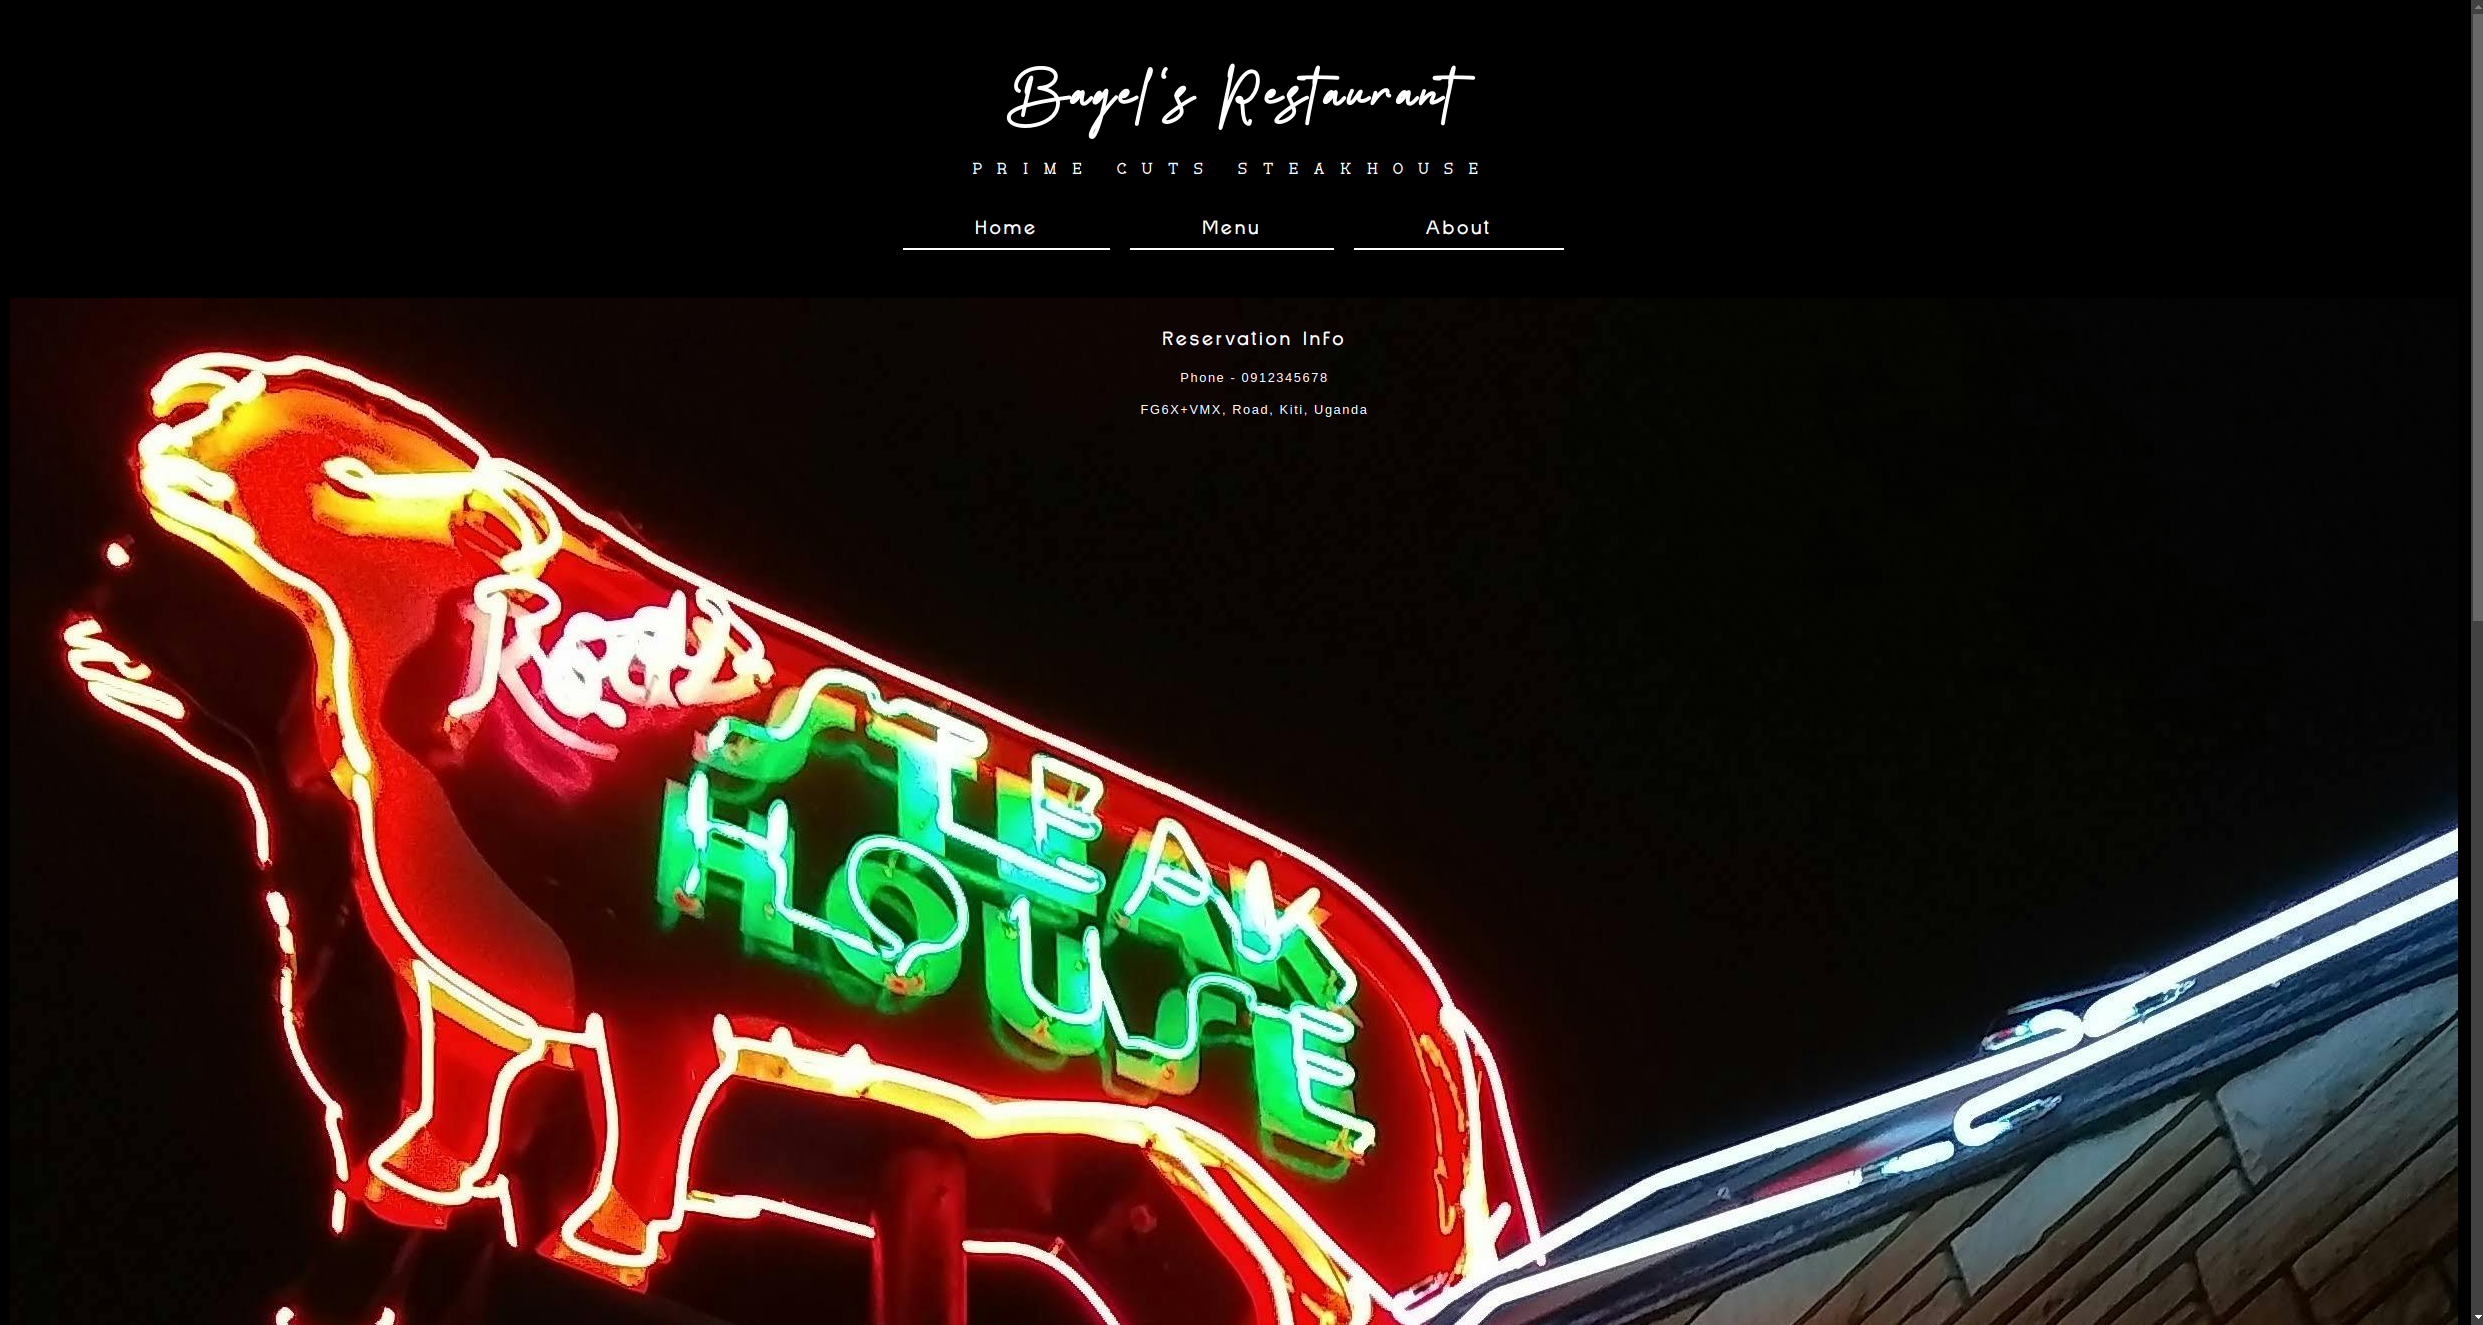 Bagel's Restaurant
PRIME CUTS STEAKHOUSE
Home Menu About
Reservation Info
Phone - 0912345678
FG6X+VMX, Road, Kiti, Uganda
STEAK
HOUSE